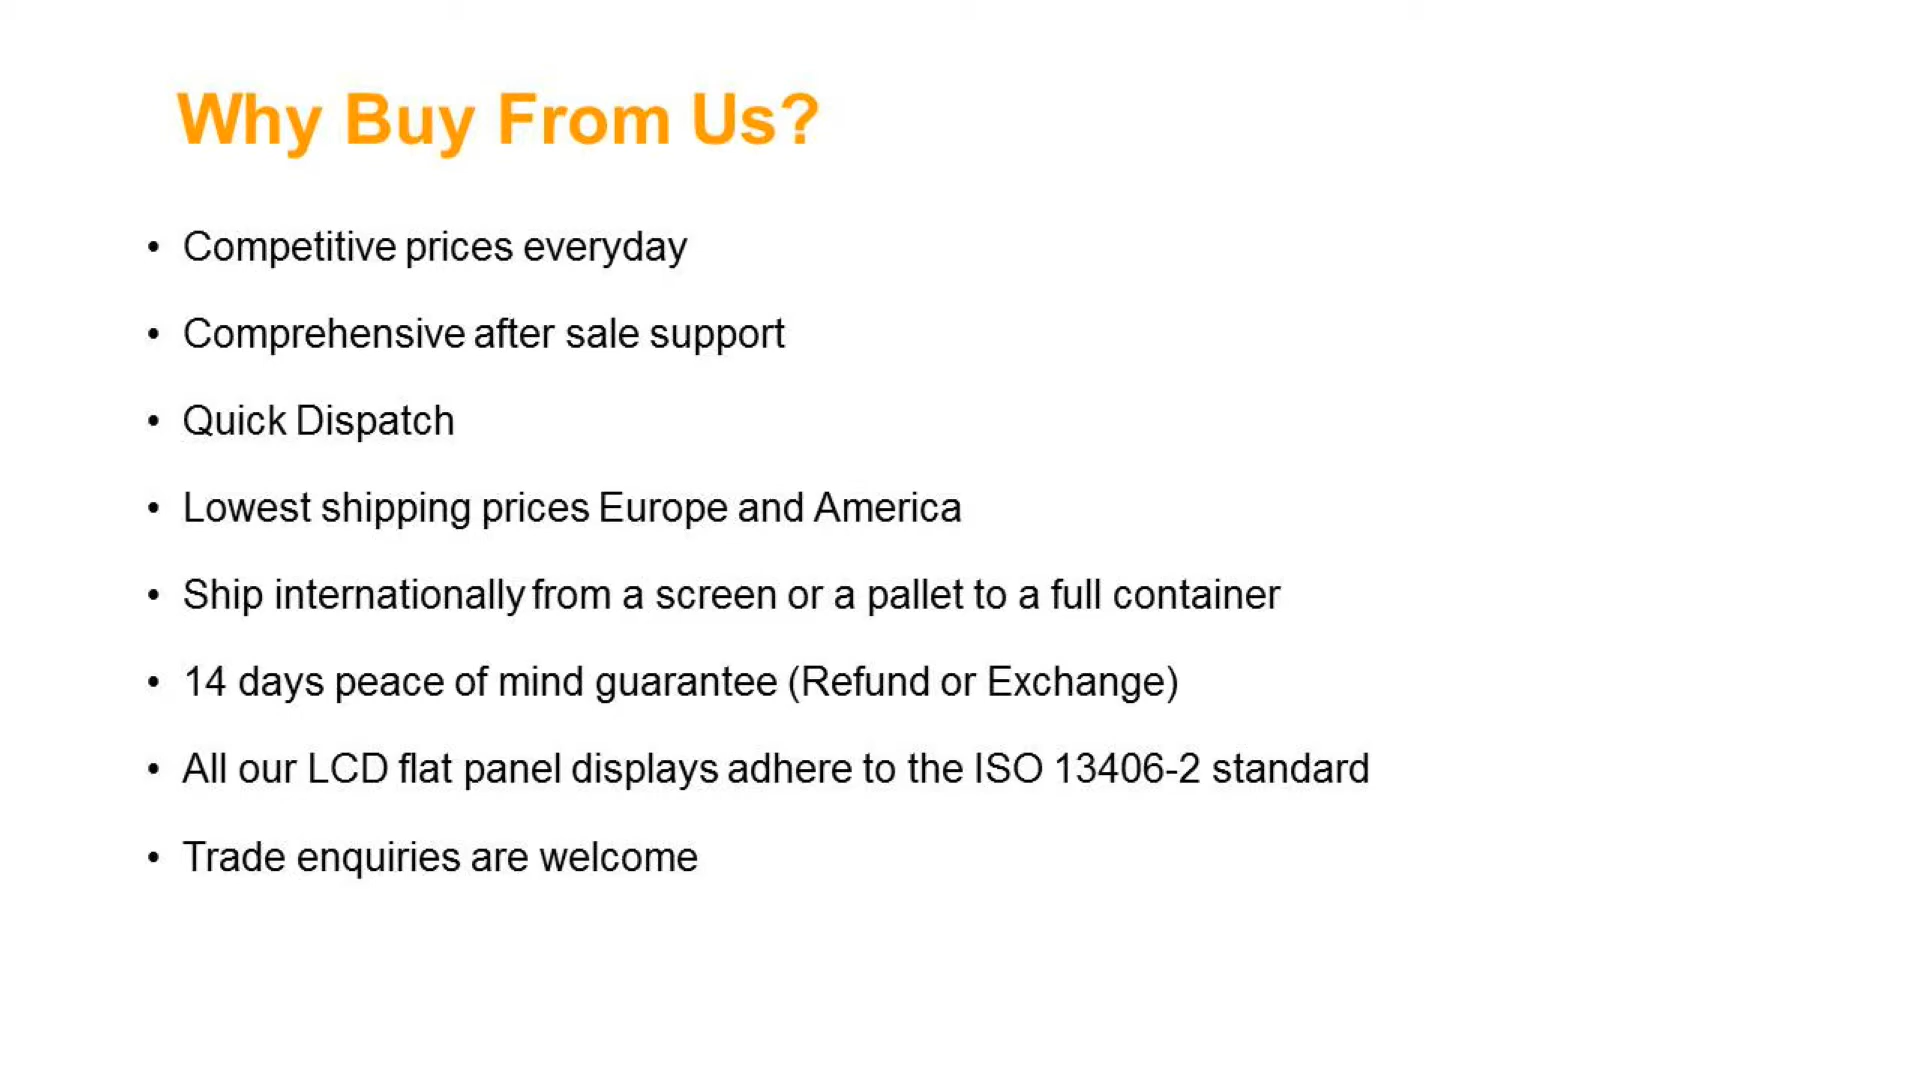 Why Buy From Us?
• Competitive prices everyday
• Comprehensive after sale support
• Quick Dispatch
• Lowest shipping prices Europe and America
• Ship internationally from a screen or a pallet to a full container
• 14 days peace of mind guarantee (Refund or Exchange)
• All our LCD flat panel displays adhere to the ISO 13406-2 standard
• Trade enquiries are welcome